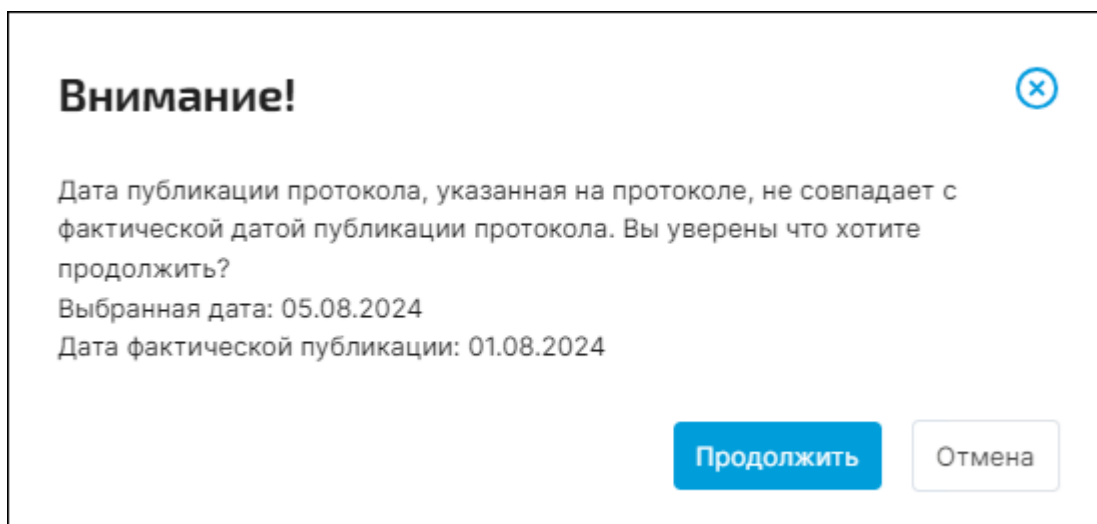 Внимание!
Дата публикации протокола, указанная на протоколе, не совпадает с
фактической датой публикации протокола. Вы уверены что хотите
продолжить?
Выбранная дата: 05.08.2024
Дата фактической публикации: 01.08.2024
Продолжить
Отмена